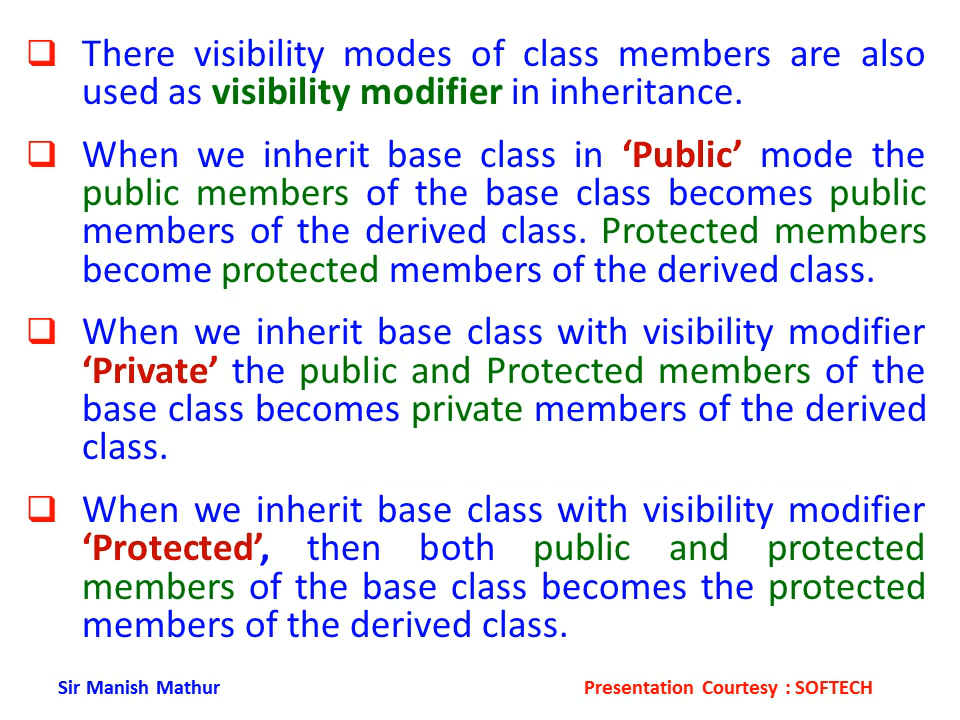 There visibility modes of class members are also
used as visibility modifier in inheritance.
When we inherit base class in ‘Public’ mode the
public members of the base class becomes public
members of the derived class. Protected members
become protected members of the derived class.
When we inherit base class with visibility modifier
‘Private’ the public and Protected members of the
base class becomes private members of the derived
class.
When we inherit base class with visibility modifier
‘Protected’, then both public and protected
members of the base class becomes the protected
members of the derived class.
Sir Manish Mathur
Presentation Courtesy : SOFTECH